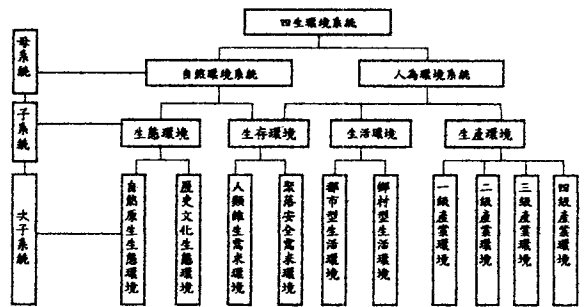 四生環境系統
母系統
自然環境系統
人為環境系統
子系統
生態環境
生存環境
生活環境
生產環境
次子系統
自然原生生態環境
歷史文化生態環境
人類維生需求環境
聚落安全需求環境
都市型生活環境
鄉村型生活環境
一級產業環境
二級產業環境
三級產業環境
四級產業環境